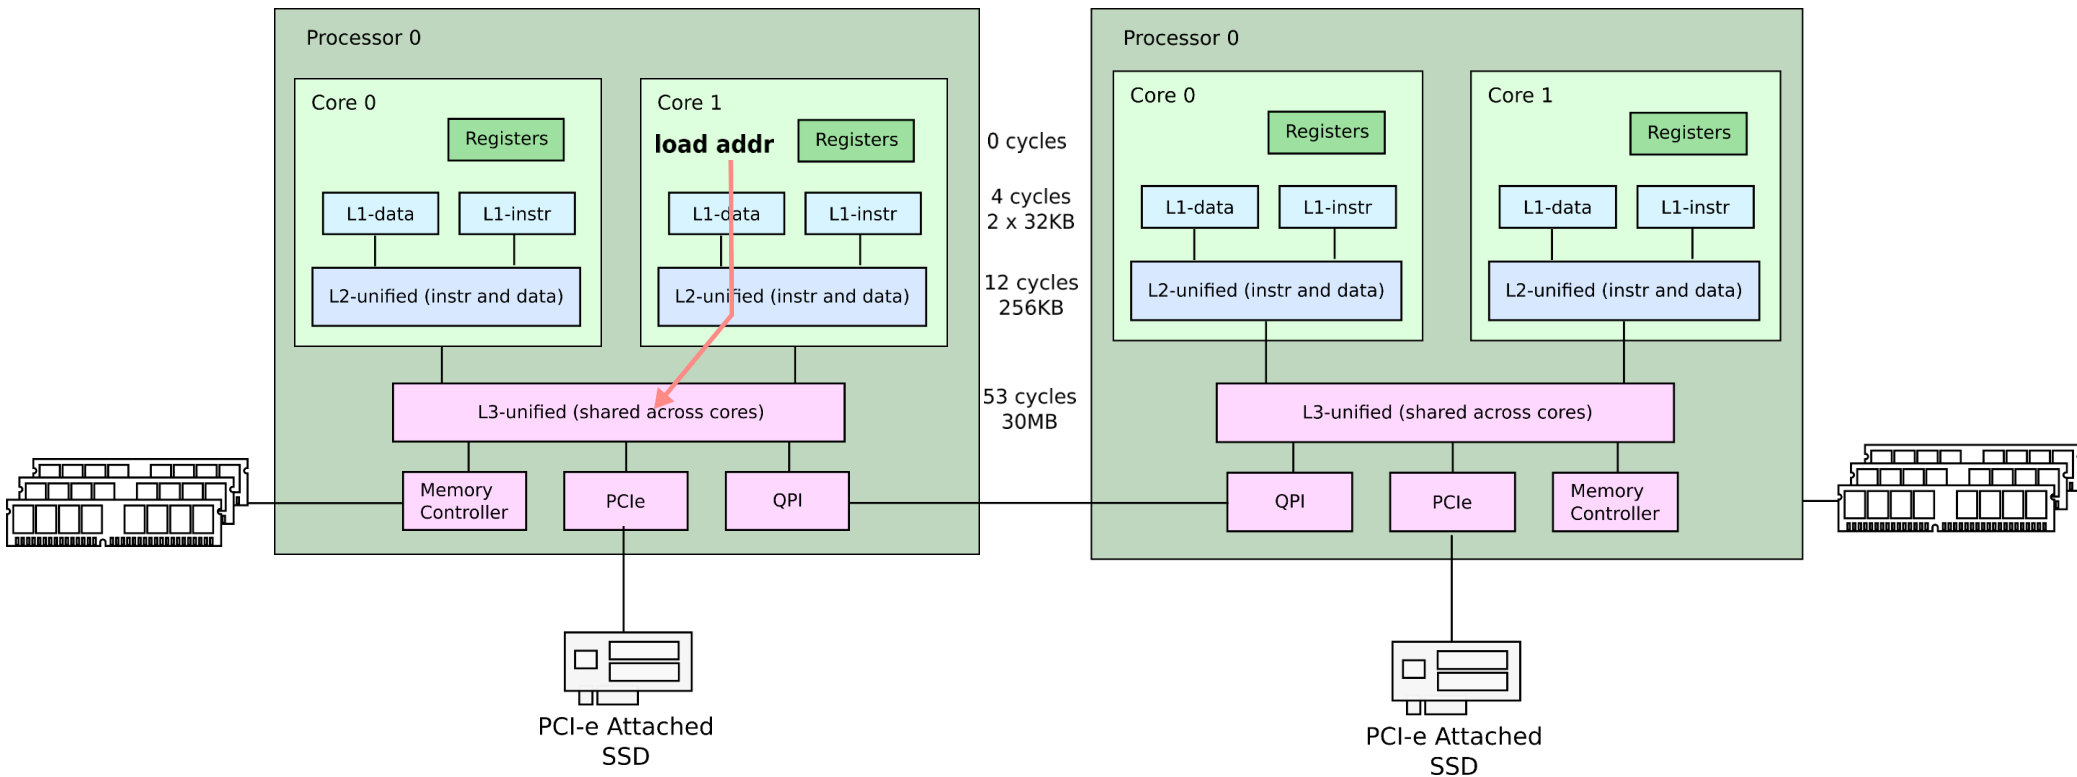 Processor 0
Core 0
Registers
L1-data
L1-instr
L2-unified (instr and data)
Core 1
load addr
Registers
L1-data
L1-instr
L2-unified (instr and data)
L3-unified (shared across cores)
Memory
Controller
PCIe
QPI
PCI-e Attached
SSD
0 cycles
4 cycles
2 x 32KB
12 cycles
256KB
53 cycles
30MB
Processor 0
Core 0
Registers
L1-data
L1-instr
L2-unified (instr and data)
Core 1
Registers
L1-data
L1-instr
L2-unified (instr and data)
L3-unified (shared across cores)
QPI
PCIe
Memory
Controller
PCI-e Attached
SSD